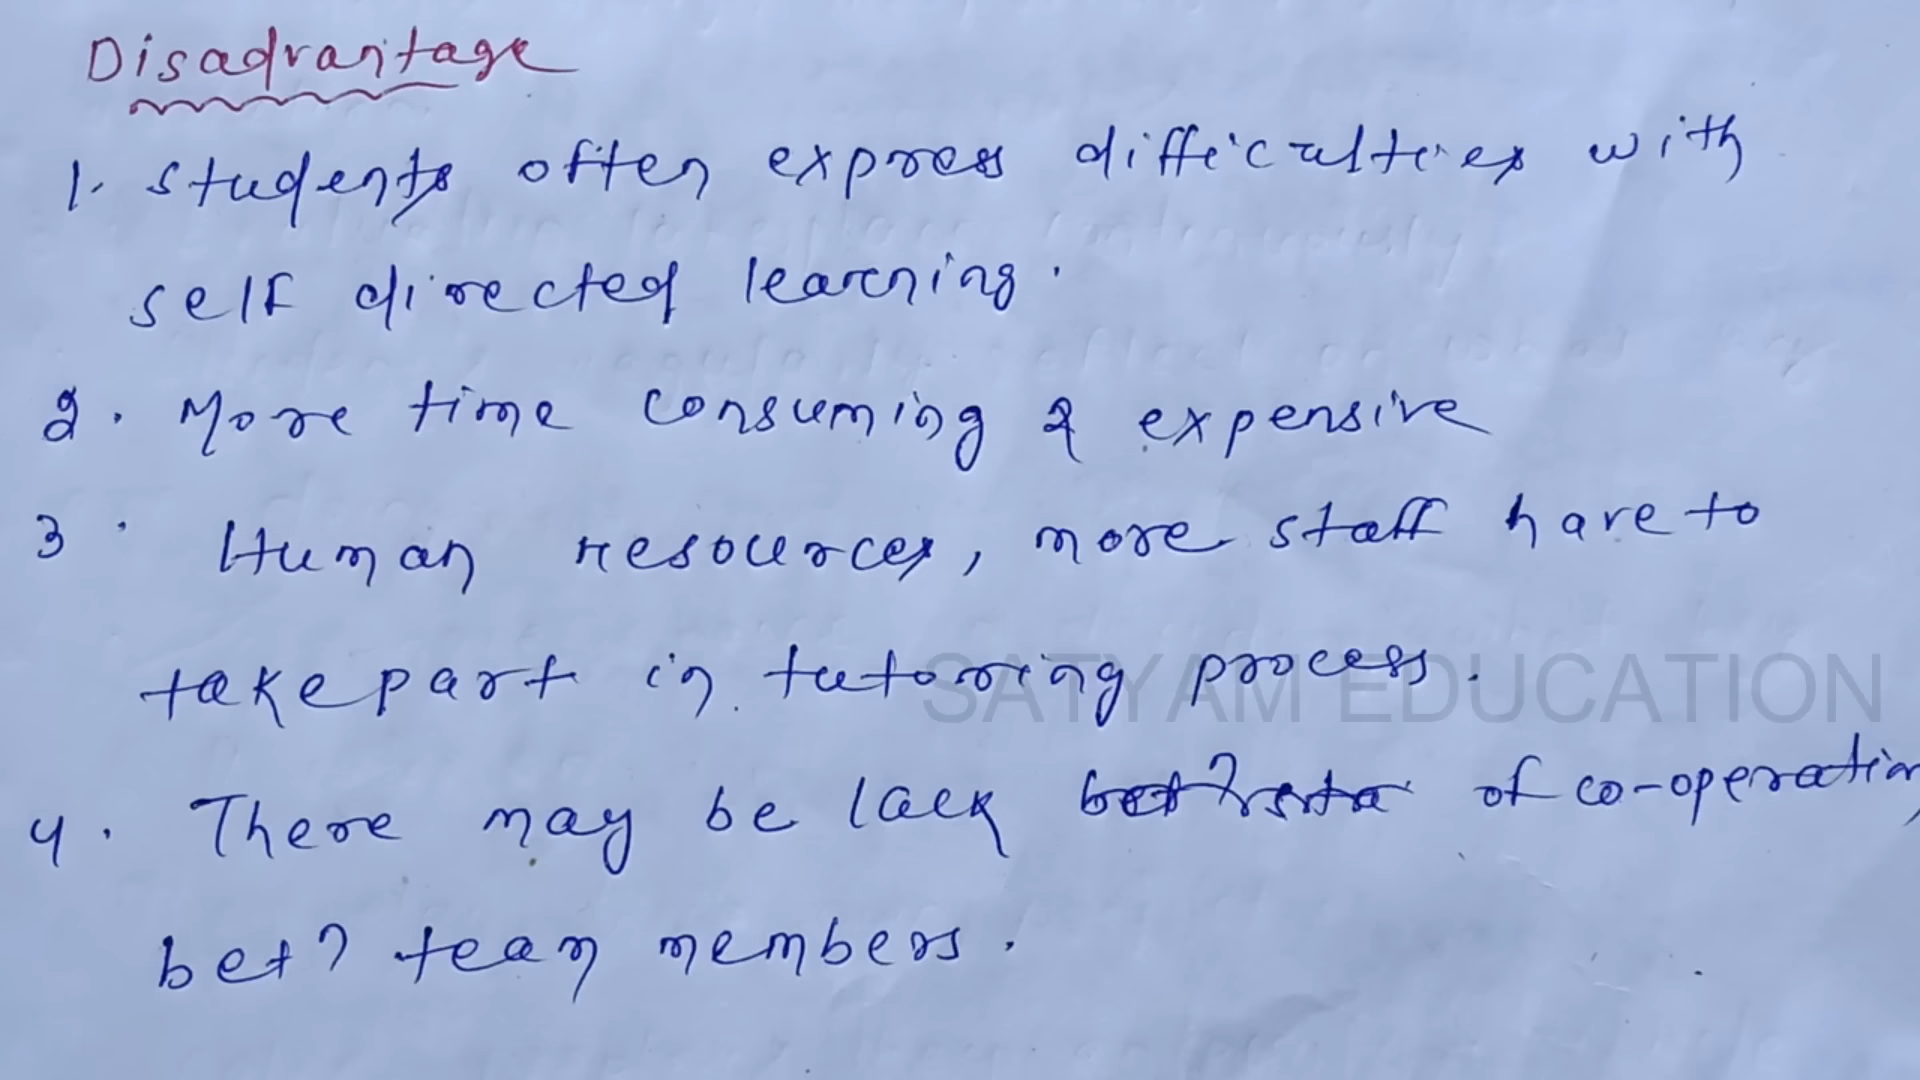 Disadvantage
1. students often express difficulties with
self directed learning.
2. More time consuming & expensive
3. Human resources, more staff have to
take part in tutoring process.
SATYAM EDUCATION
4. There may be lack of co-operation
betn team members.